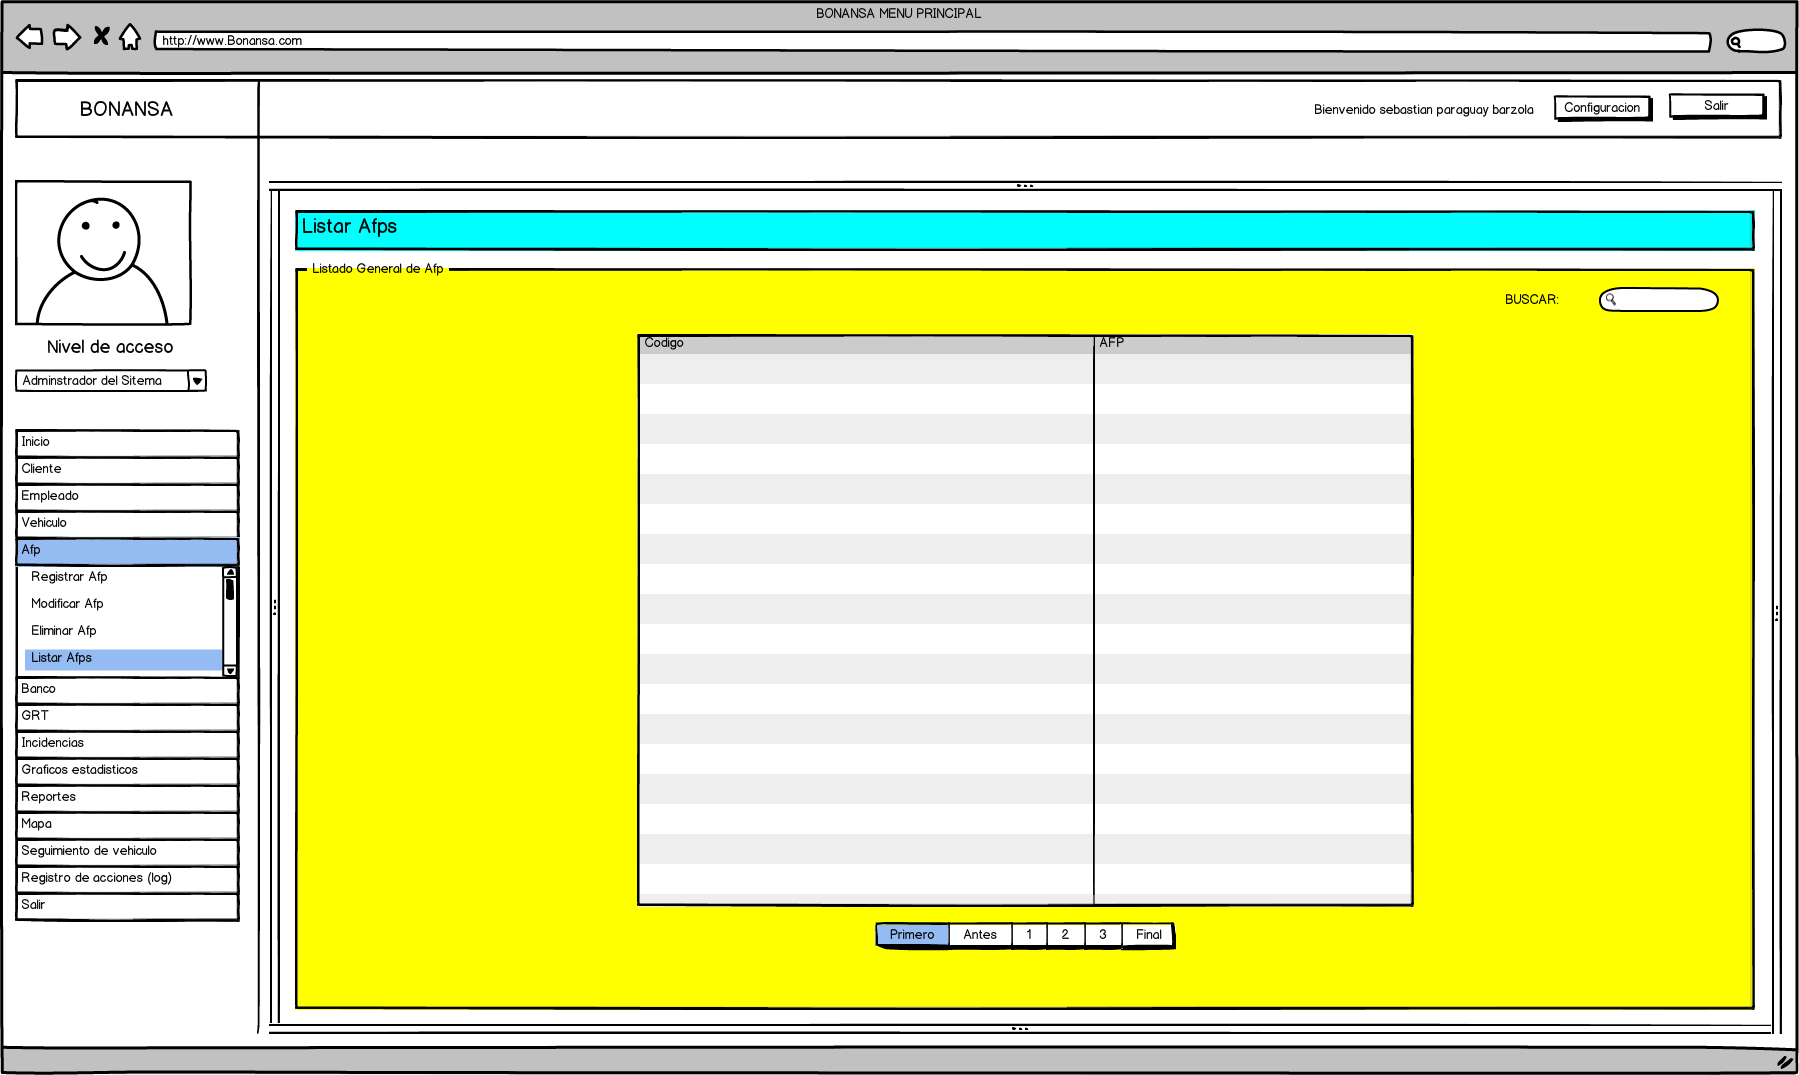 BONANSA MENU PRINCIPAL
http://www.Bonansa.com
BONANSA
Bienvenido sebastian paraguay barzola
Configuracion
Salir
Nivel de acceso
Adminstrador del Sitema
Inicio
Cliente
Empleado
Vehiculo
Afp
Registrar Afp
Modificar Afp
Eliminar Afp
Listar Afps
Banco
GRT
Incidencias
Graficos estadisticos
Reportes
Mapa
Seguimiento de vehiculo
Registro de acciones (log)
Salir
Listar Afps
Listado General de Afp
BUSCAR:
Codigo AFP
Primero Antes 1 2 3 Final